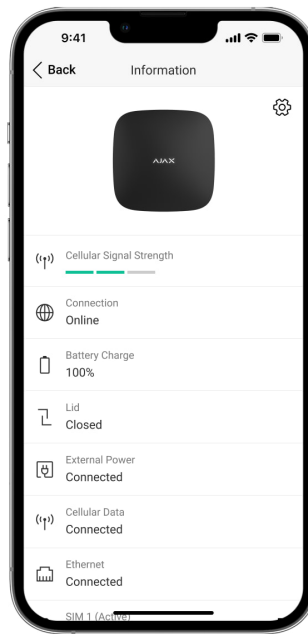 9:41
Back
Information
AJAX
Cellular Signal Strength
Connection
Online
Battery Charge
100%
Lid
Closed
External Power
Connected
Cellular Data
Connected
Ethernet
Connected
SIM 1 (Active)